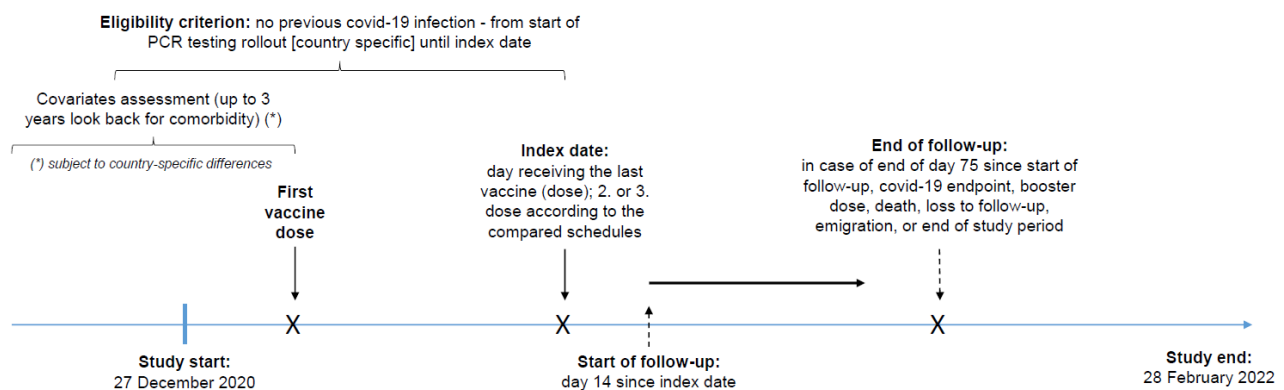 Eligibility criterion: no previous covid-19 infection - from start of
PCR testing rollout [country specific] until index date
Covariates assessment (up to 3
years look back for comorbidity) (*)
(*) subject to country-specific differences
First
vaccine
dose
Index date:
day receiving the last
vaccine (dose); 2. or 3.
dose according to the
compared schedules
End of follow-up:
in case of end of day 75 since start of
follow-up, covid-19 endpoint, booster
dose, death, loss to follow-up,
emigration, or end of study period
X
X
X
Study start:
27 December 2020
Start of follow-up:
day 14 since index date
Study end:
28 February 2022